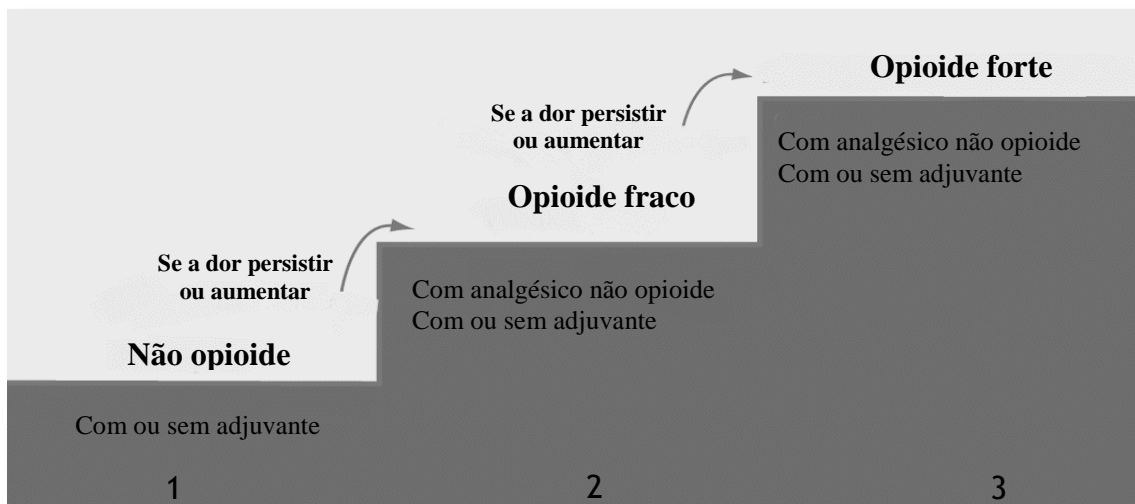 Opioide forte
Se a dor persistir
ou aumentar
Com analgésico não opioide
Com ou sem adjuvante
Opioide fraco
Se a dor persistir
ou aumentar
Com analgésico não opioide
Com ou sem adjuvante
Não opioide
Com ou sem adjuvante
1
2
3